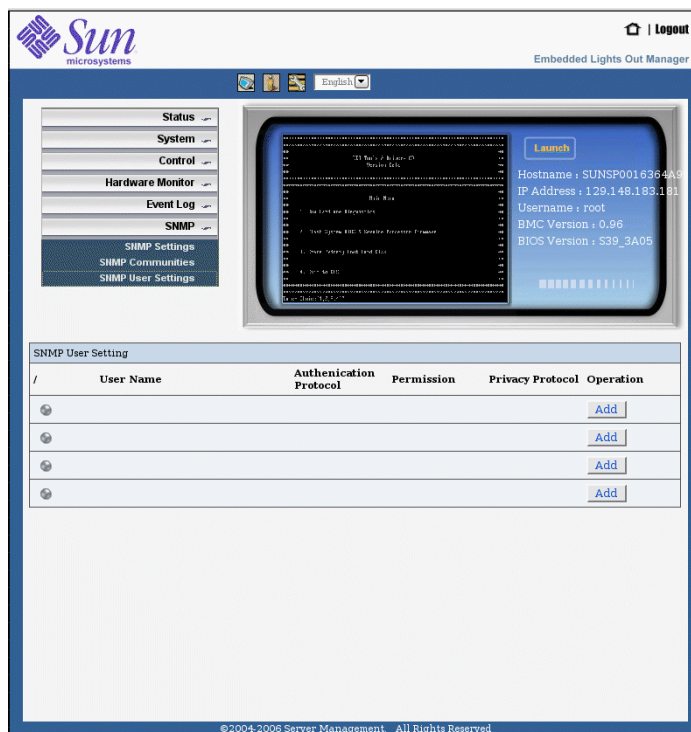 Sun
microsystems
| Logout
Embedded Lights Out Manager
English
Status
System
Control
Hardware Monitor
Event Log
SNMP
SNMP Settings
SNMP Communities
SNMP User Settings
Main Menu
Launch
Hostname : SUNSP0016364A9
IP Address : 129.148.183.181
Username : root
BMC Version : 0.96
BIOS Version : S39_3A05
SNMP User Setting
/ User Name Authenication Protocol Permission Privacy Protocol Operation
Add
Add
Add
Add
©2004-2006 Server Management. All Rights Reserved